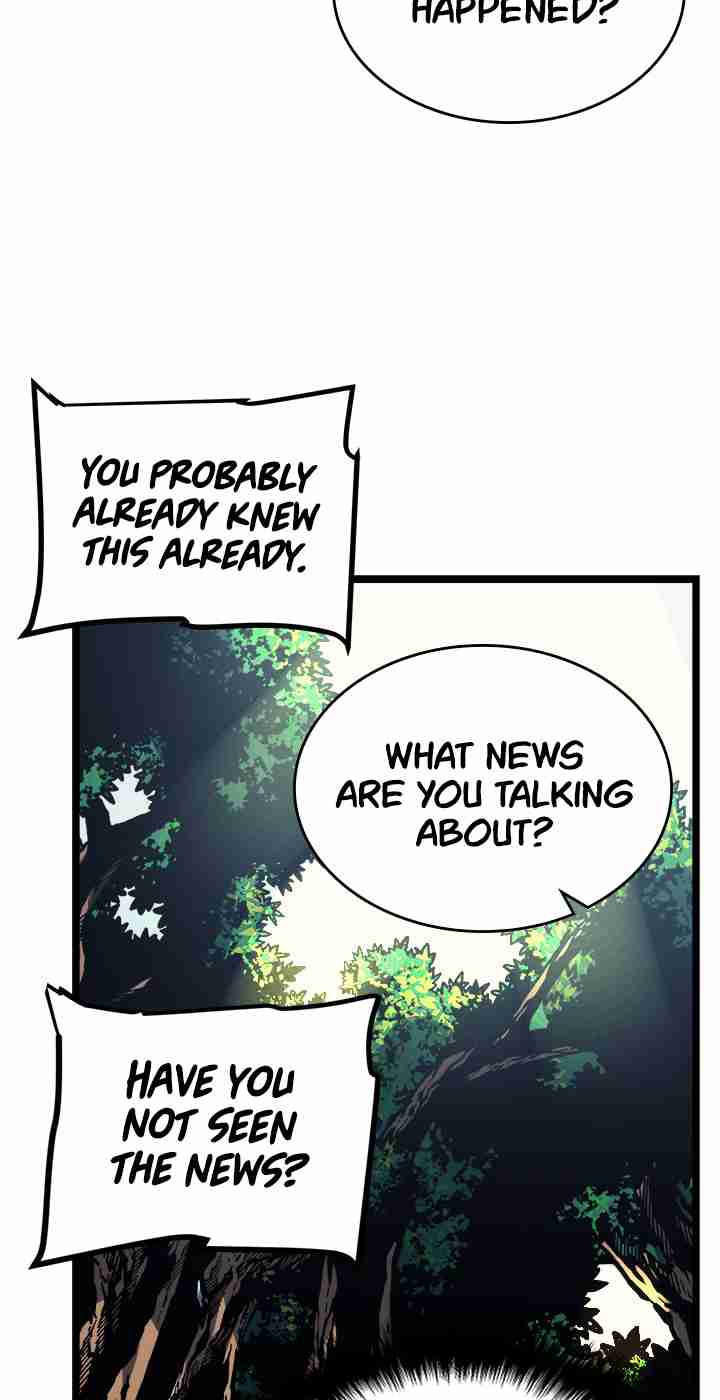 HAPPENED?
YOU PROBABLY
ALREADY KNEW
THIS ALREADY.
WHAT NEWS
ARE YOU TALKING
ABOUT?
HAVE YOU
NOT SEEN
THE NEWS?